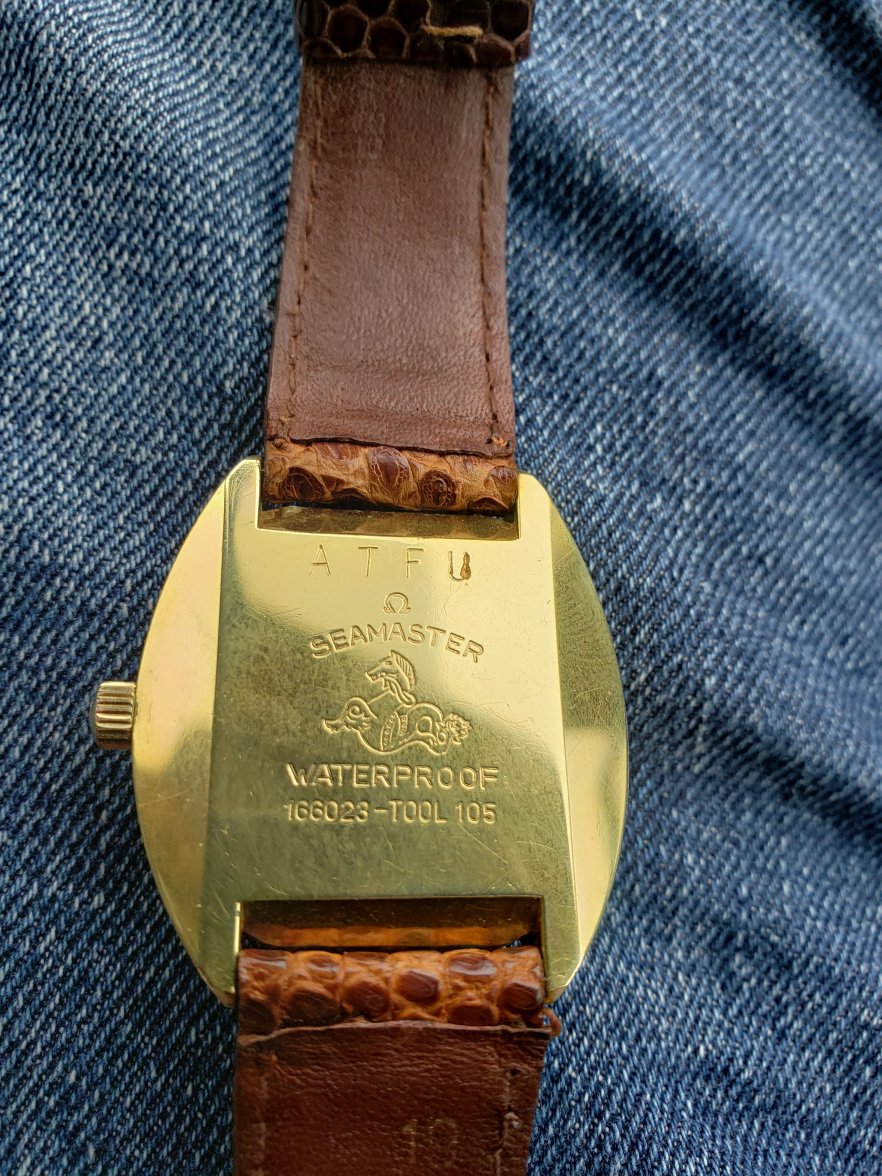 ATFU
Ω
SEAMASTER
WATERPROOF
166023-TOOL 105